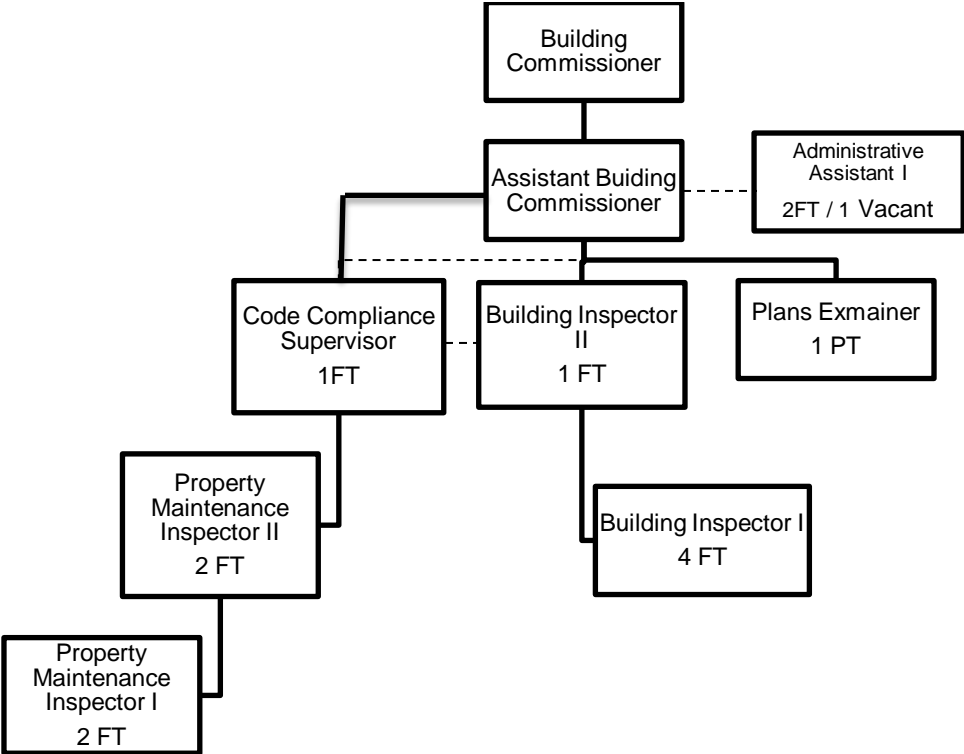 Building
Commissioner
Assistant Buiding
Commissioner
Administrative
Assistant I
2FT / 1 Vacant
Code Compliance
Supervisor
1FT
Building Inspector
II
1 FT
Plans Exmainer
1 PT
Property
Maintenance
Inspector II
2 FT
Building Inspector I
4 FT
Property
Maintenance
Inspector I
2 FT